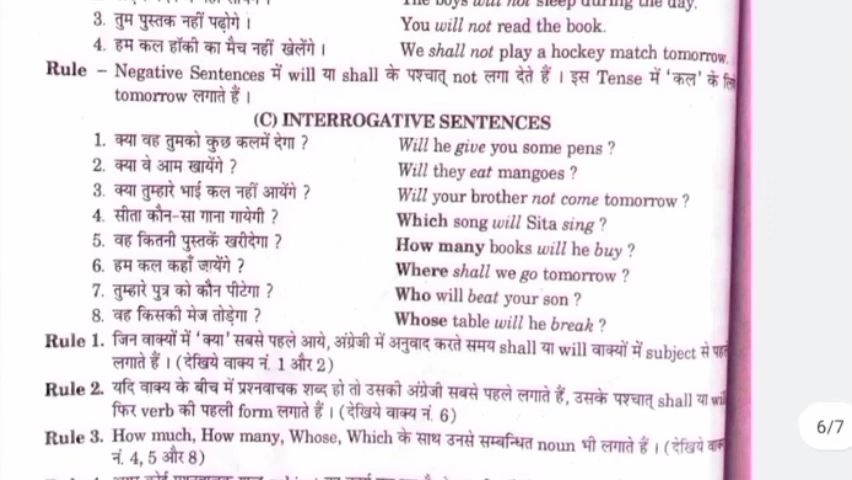 The boys will not sleep during the day.
3. तुम पुस्तक नहीं पढ़ोगे । You will not read the book.
4. हम कल हॉकी का मैच नहीं खेलेंगे । We shall not play a hockey match tomorrow.
Rule – Negative Sentences में will या shall के पश्चात् not लगा देते हैं । इस Tense में ‘कल’ के
tomorrow लगाते हैं ।
(C) INTERROGATIVE SENTENCES
1. क्या वह तुमको कुछ कलमें देगा ? Will he give you some pens ?
2. क्या वे आम खायेंगे ? Will they eat mangoes ?
3. क्या तुम्हारे भाई कल नहीं आयेंगे ? Will your brother not come tomorrow ?
4. सीता कौन-सा गाना गायेगी ? Which song will Sita sing ?
5. वह कितनी पुस्तकें खरीदेगा ? How many books will he buy ?
6. हम कल कहाँ जायेंगे ? Where shall we go tomorrow ?
7. तुम्हारे पुत्र को कौन पीटेगा ? Who will beat your son ?
8. वह किसकी मेज तोड़ेगा ? Whose table will he break ?
Rule 1. जिन वाक्यों में ‘क्या’ सबसे पहले आये, अंग्रेजी में अनुवाद करते समय shall या will वाक्यों में subject से
लगाते हैं । (देखिये वाक्य नं. 1 और 2)
Rule 2. यदि वाक्य के बीच में प्रश्नवाचक शब्द हो तो उसकी अंग्रेजी सबसे पहले लगाते हैं, उसके पश्चात् shall या
फिर verb की पहली form लगाते हैं । (देखिये वाक्य नं. 6)
Rule 3. How much, How many, Whose, Which के साथ उनसे सम्बन्धित noun भी लगाते हैं । (देखिये
नं. 4, 5 और 8)
6/7